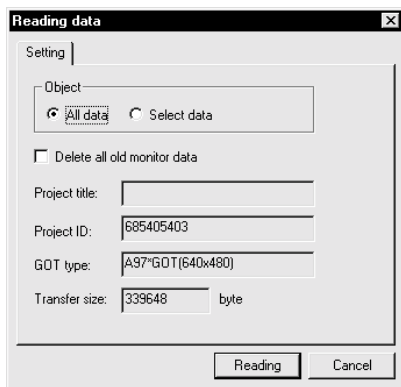 Reading data
Setting
Object
All data Select data
Delete all old monitor data
Project title:
Project ID: 685405403
GOT type: A97*GOT(640x480)
Transfer size: 339648 byte
Reading Cancel